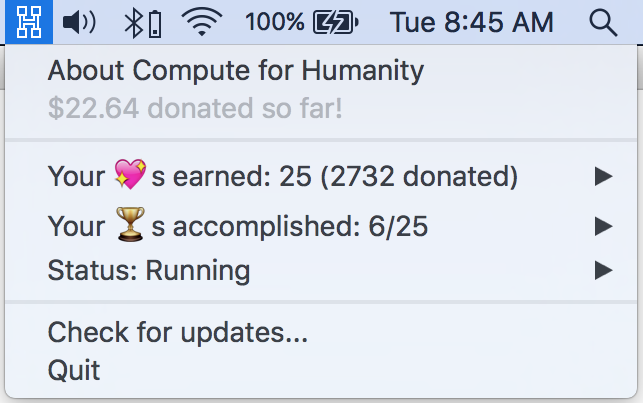 100% Tue 8:45 AM
About Compute for Humanity
$22.64 donated so far!
Your 💖s earned: 25 (2732 donated)
Your 🏆s accomplished: 6/25
Status: Running
Check for updates...
Quit